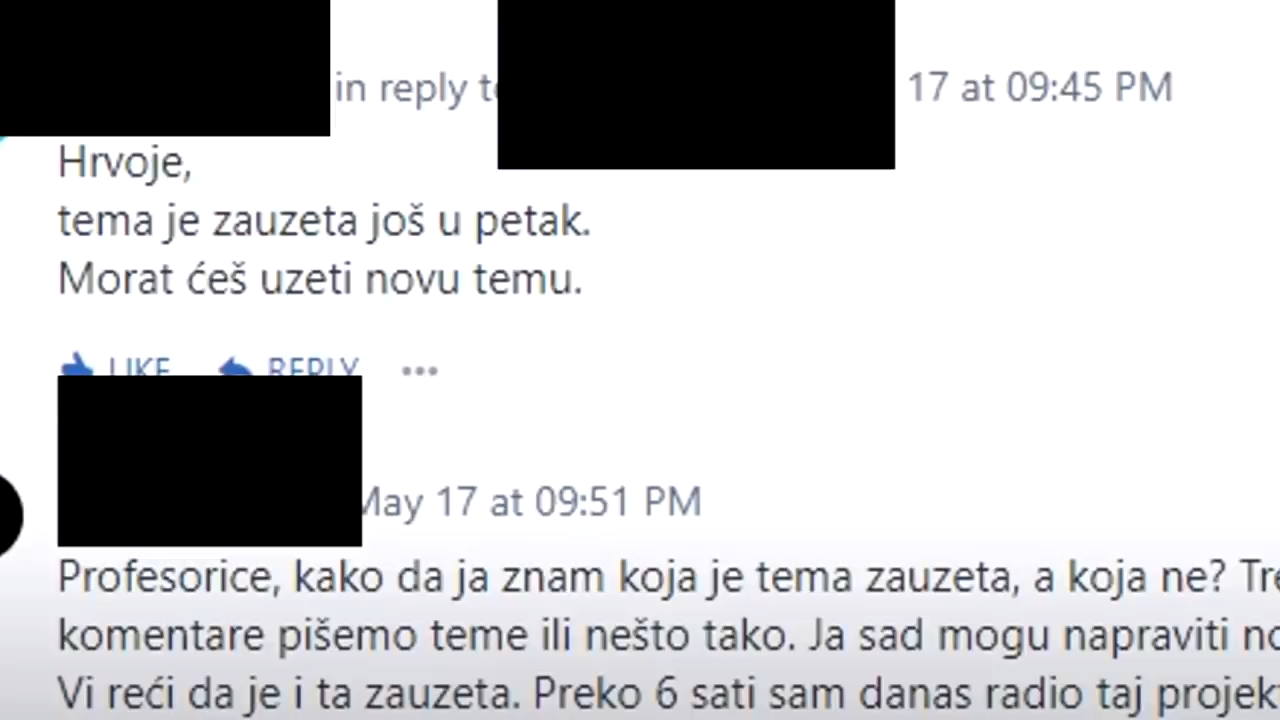 in reply to 17 at 09:45 PM
Hrvoje,
tema je zauzeta još u petak.
Morat ćeš uzeti novu temu.
LIKE REPLY
May 17 at 09:51 PM
Profesorice, kako da ja znam koja je tema zauzeta, a koja ne?
komentare pišemo teme ili nešto tako. Ja sad mogu napraviti
Vi reći da je i ta zauzeta. Preko 6 sati sam danas radio taj